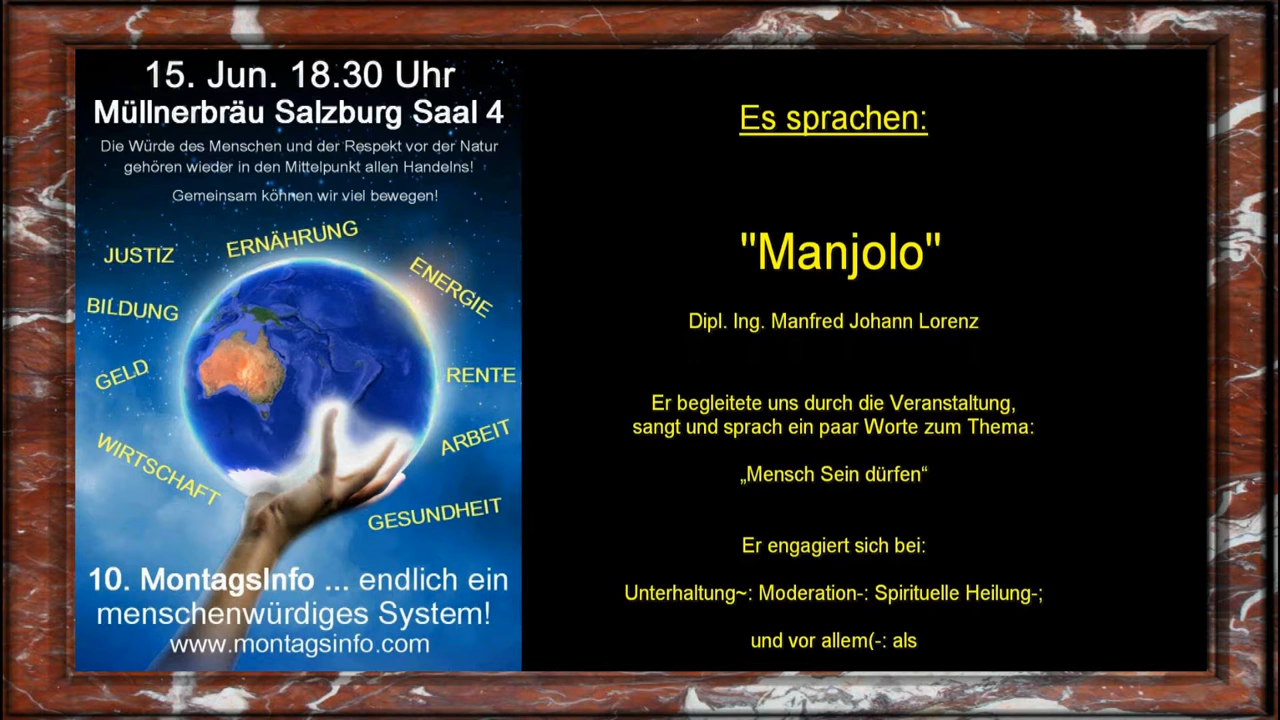 15. Jun. 18.30 Uhr
Müllnerbräu Salzburg Saal 4
Die Würde des Menschen und der Respekt vor der Natur
gehören wieder in den Mittelpunkt allen Handelns!
Gemeinsam können wir viel bewegen!
JUSTIZ
ERNÄHRUNG
ENERGIE
BILDUNG
GELD
RENTE
WIRTSCHAFT
ARBEIT
GESUNDHEIT
10. MontagsInfo ... endlich ein
menschenwürdiges System!
www.montagsinfo.com
Es sprachen:
"Manjolo"
Dipl. Ing. Manfred Johann Lorenz
Er begleitete uns durch die Veranstaltung,
sangt und sprach ein paar Worte zum Thema:
„Mensch Sein dürfen“
Er engagiert sich bei:
Unterhaltung~: Moderation-: Spirituelle Heilung-;
und vor allem(-: als